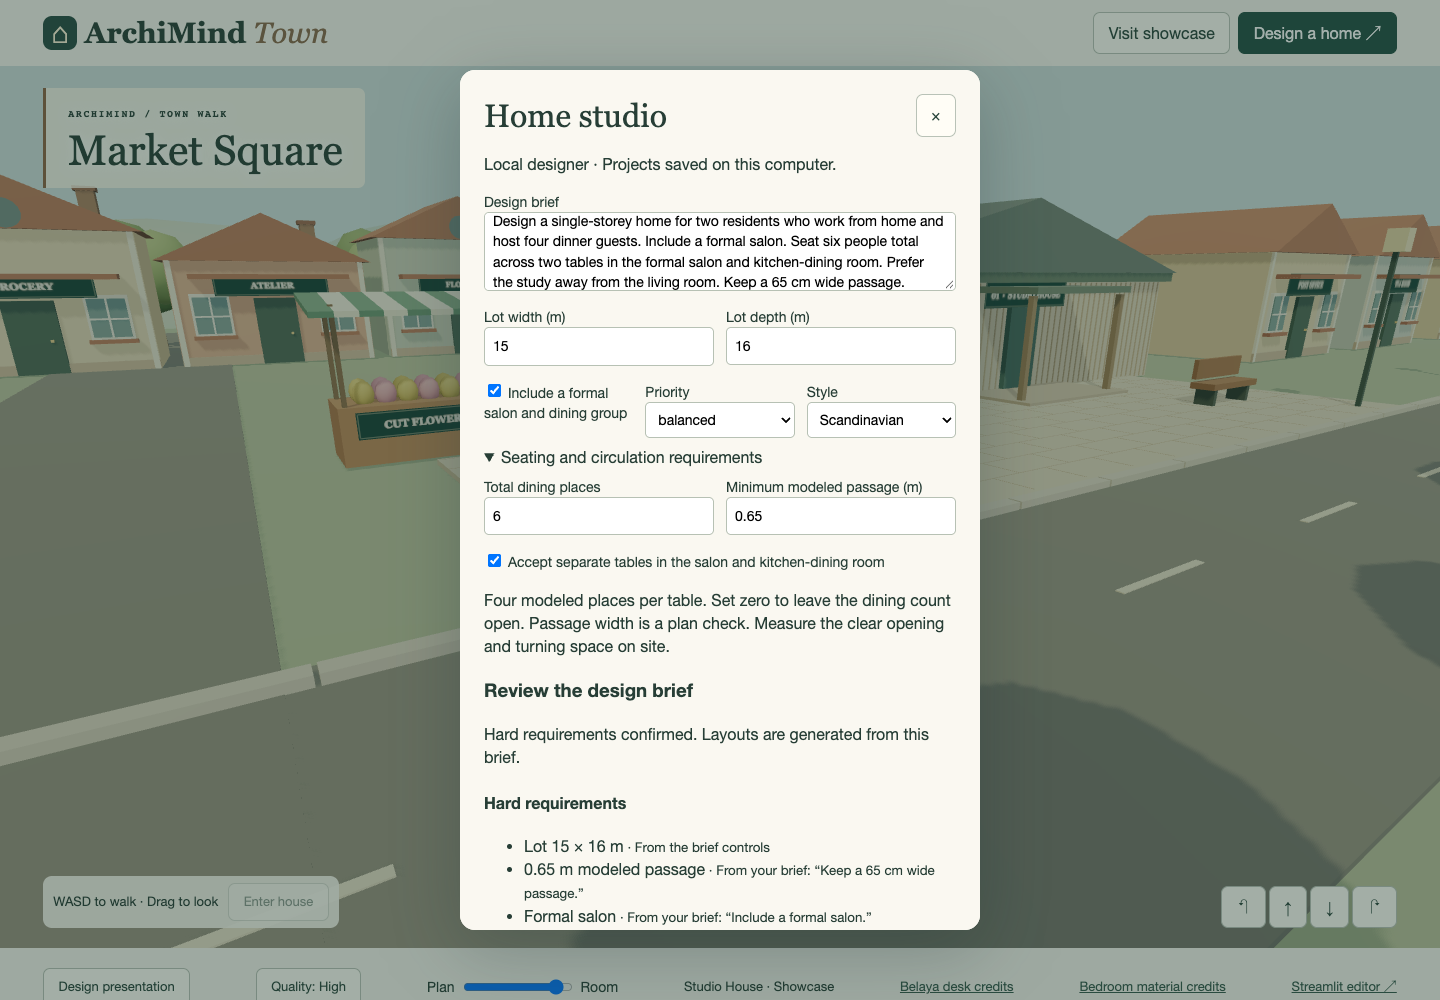 ArchiMind Town
Visit showcase
Design a home ↗
ARCHIMIND / TOWN WALK
Market Square
GROCERY
ATELIER
CUT FLOWER
Home studio
×
Local designer · Projects saved on this computer.
Design brief
Design a single-storey home for two residents who work from home and
host four dinner guests. Include a formal salon. Seat six people total
across two tables in the formal salon and kitchen-dining room. Prefer
the study away from the living room. Keep a 65 cm wide passage.
Lot width (m)
Lot depth (m)
15
16
Include a formal
salon and dining group
Priority
Style
balanced
Scandinavian
▼ Seating and circulation requirements
Total dining places
Minimum modeled passage (m)
6
0.65
Accept separate tables in the salon and kitchen-dining room
Four modeled places per table. Set zero to leave the dining count
open. Passage width is a plan check. Measure the clear opening
and turning space on site.
Review the design brief
Hard requirements confirmed. Layouts are generated from this
brief.
Hard requirements
• Lot 15 × 16 m · From the brief controls
• 0.65 m modeled passage · From your brief: “Keep a 65 cm wide
passage.”
• Formal salon · From your brief: “Include a formal salon.”
WASD to walk · Drag to look
Enter house
↰ ↑ ↓ ↱
Design presentation
Quality: High
Plan
Room
Studio House · Showcase
Belaya desk credits
Bedroom material credits
Streamlit editor ↗